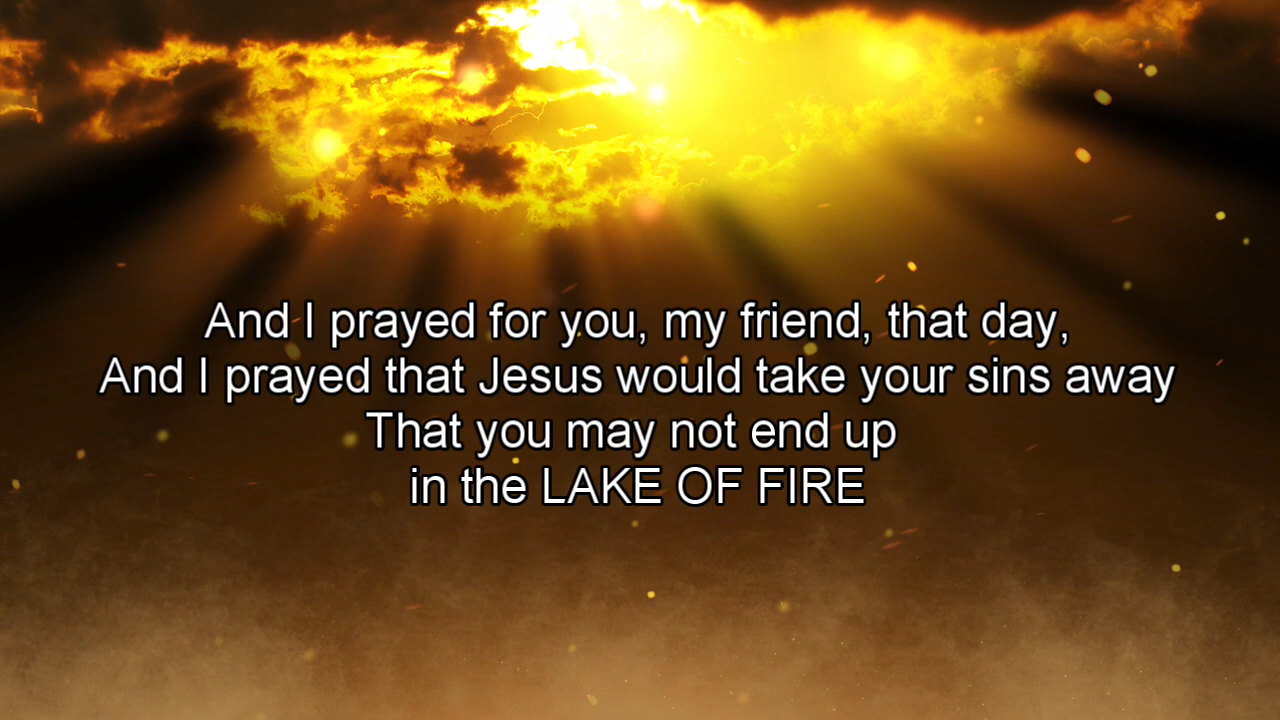 And I prayed for you, my friend, that day,
And I prayed that Jesus would take your sins away
That you may not end up
in the LAKE OF FIRE